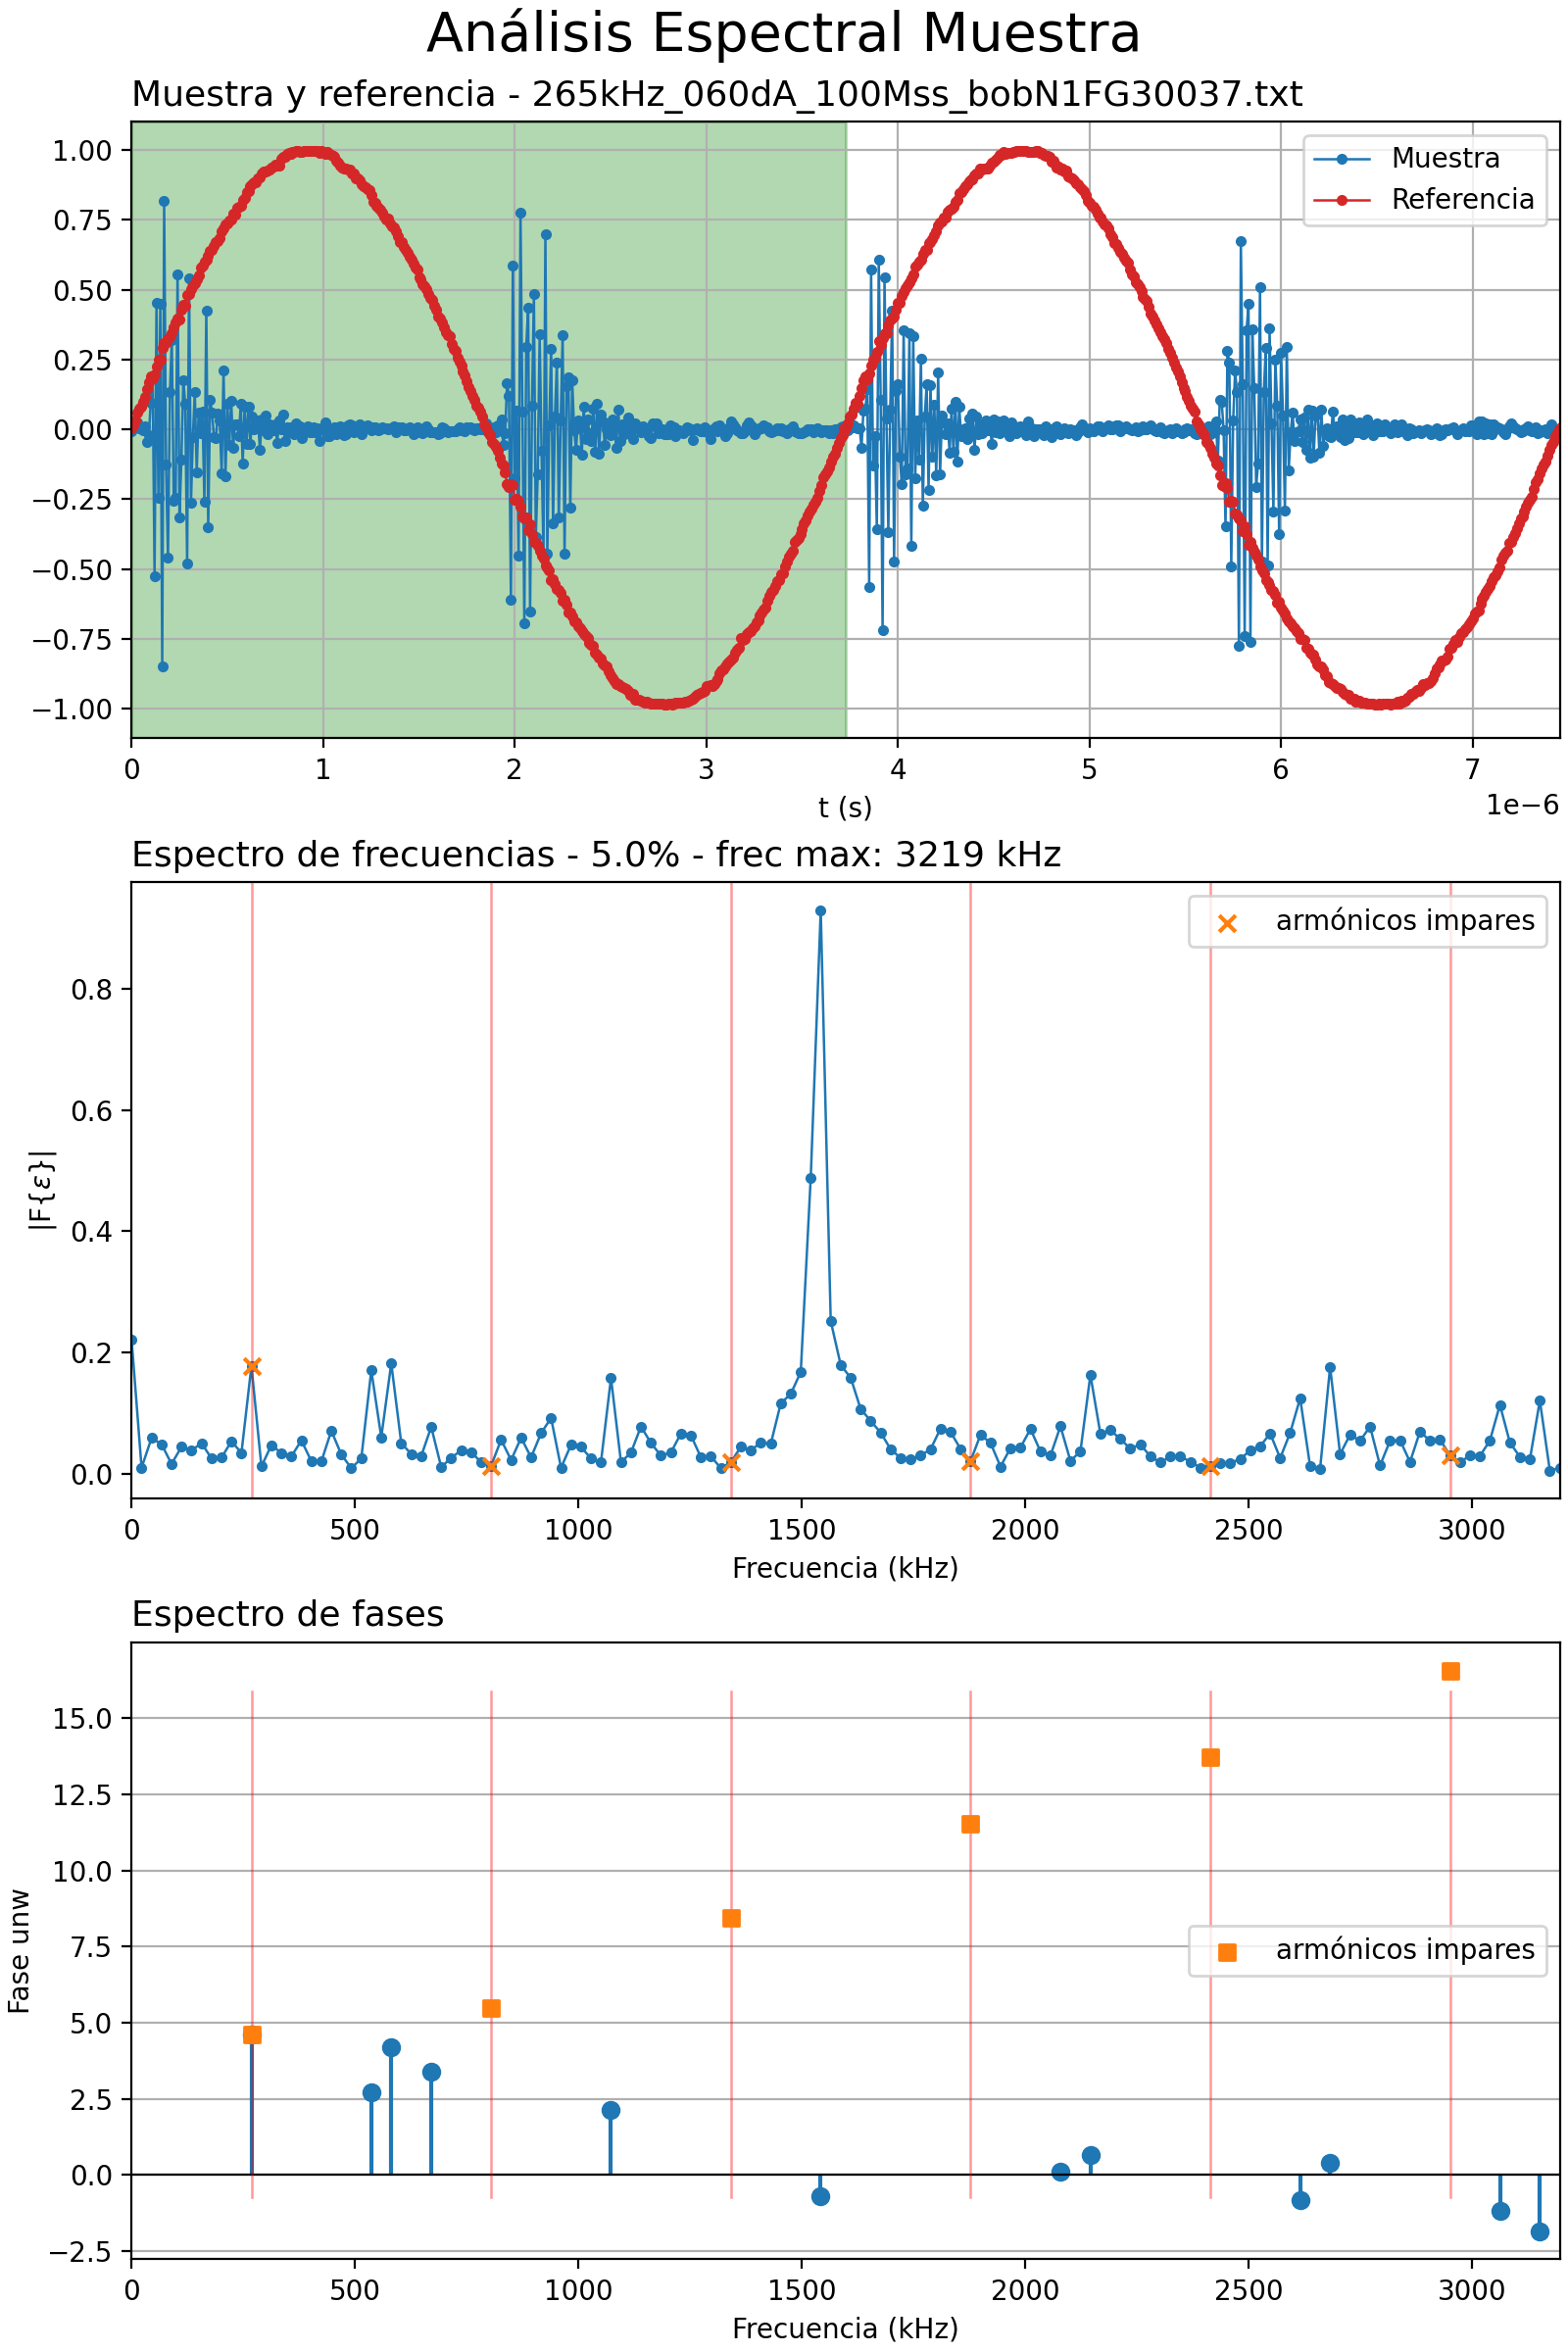 Análisis Espectral Muestra
Muestra y referencia - 265kHz_060dA_100Mss_bobN1FG30037.txt
1.00
0.75
0.50
0.25
0.00
−0.25
−0.50
−0.75
−1.00
Muestra
Referencia
0 1 2 3 4 5 6 7
t (s)
1e−6
Espectro de frecuencias - 5.0% - frec max: 3219 kHz
armónicos impares
|F{ε}|
0.8
0.6
0.4
0.2
0.0
0 500 1000 1500 2000 2500 3000
Frecuencia (kHz)
Espectro de fases
Fase unw
15.0
12.5
10.0
7.5
5.0
2.5
0.0
−2.5
armónicos impares
0 500 1000 1500 2000 2500 3000
Frecuencia (kHz)